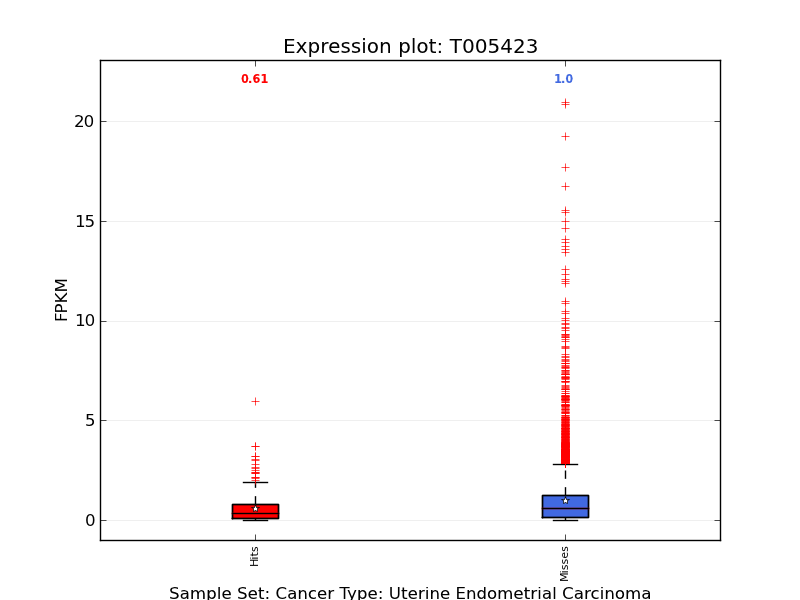 Expression plot: T005423
0.61
1.0
20
15
10
5
0
FPKM
Hits
Misses
Sample Set: Cancer Type: Uterine Endometrial Carcinoma